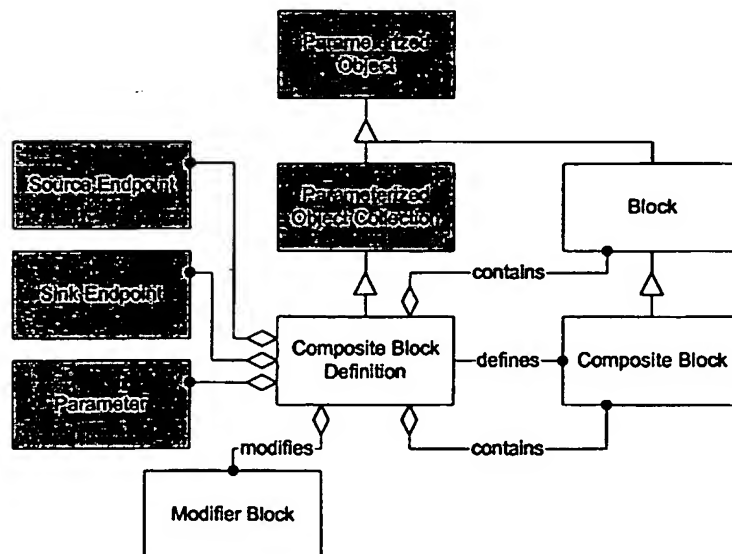 Parameterized
Object
Source Endpoint
Parameterized
Object Collection
Block
contains
Sink Endpoint
Composite Block
Definition
defines
Composite Block
Parameter
modifies
contains
Modifier Block